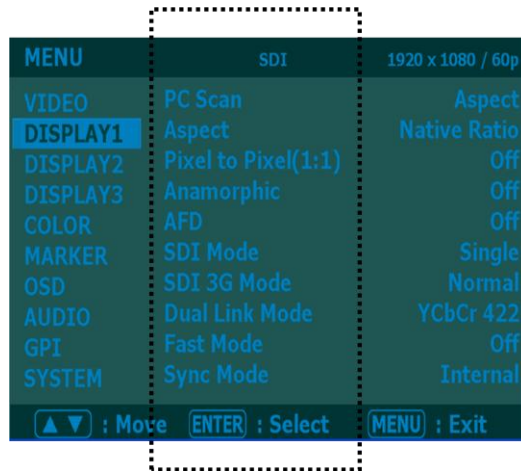 MENU SDI 1920 x 1080 / 60p
VIDEO PC Scan Aspect
DISPLAY1 Aspect Native Ratio
DISPLAY2 Pixel to Pixel(1:1) Off
DISPLAY3 Anamorphic Off
COLOR AFD Off
MARKER SDI Mode Single
OSD SDI 3G Mode Normal
AUDIO Dual Link Mode YCbCr 422
GPI Fast Mode Off
SYSTEM Sync Mode Internal
▲ ▼ : Move ENTER : Select MENU : Exit